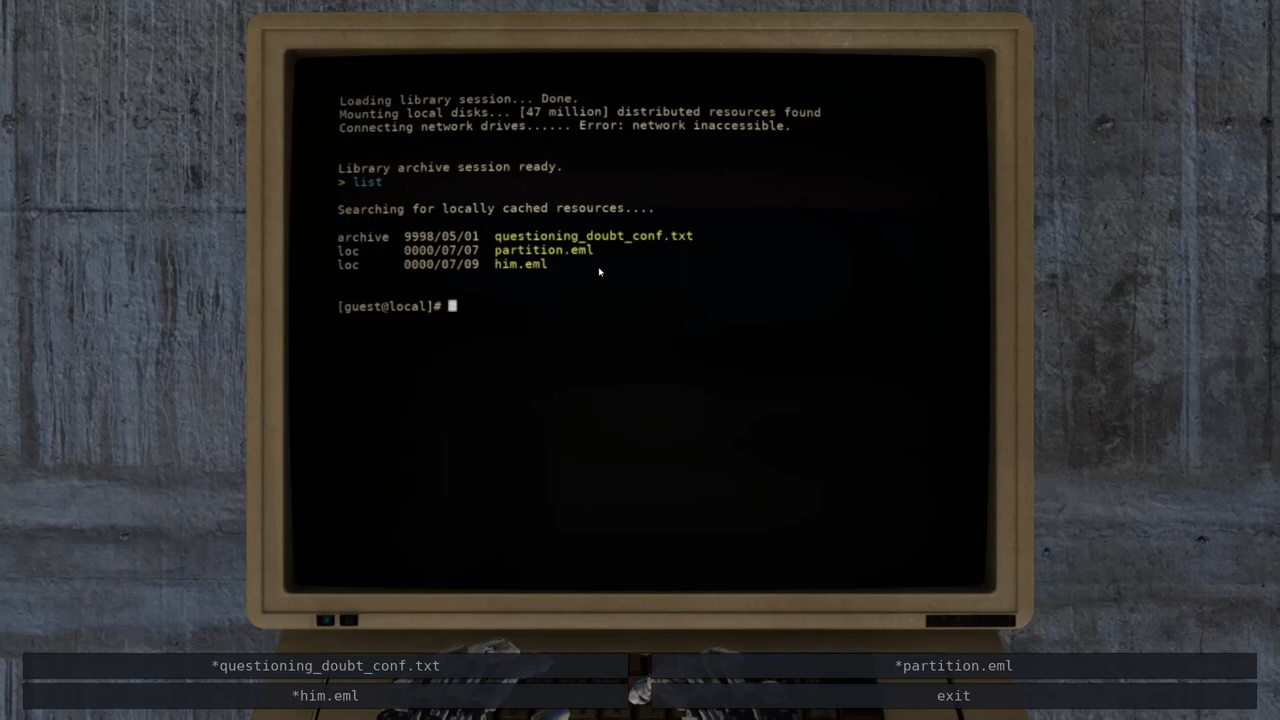 Loading library session... Done.
Mounting local disks... [47 million] distributed resources found
Connecting network drives...... Error: network inaccessible.
Library archive session ready.
> list
Searching for locally cached resources....
archive 9998/05/01 questioning_doubt_conf.txt
loc 0000/07/07 partition.eml
loc 0000/07/09 him.eml
[guest@local]#
*questioning_doubt_conf.txt
*partition.eml
*him.eml
exit